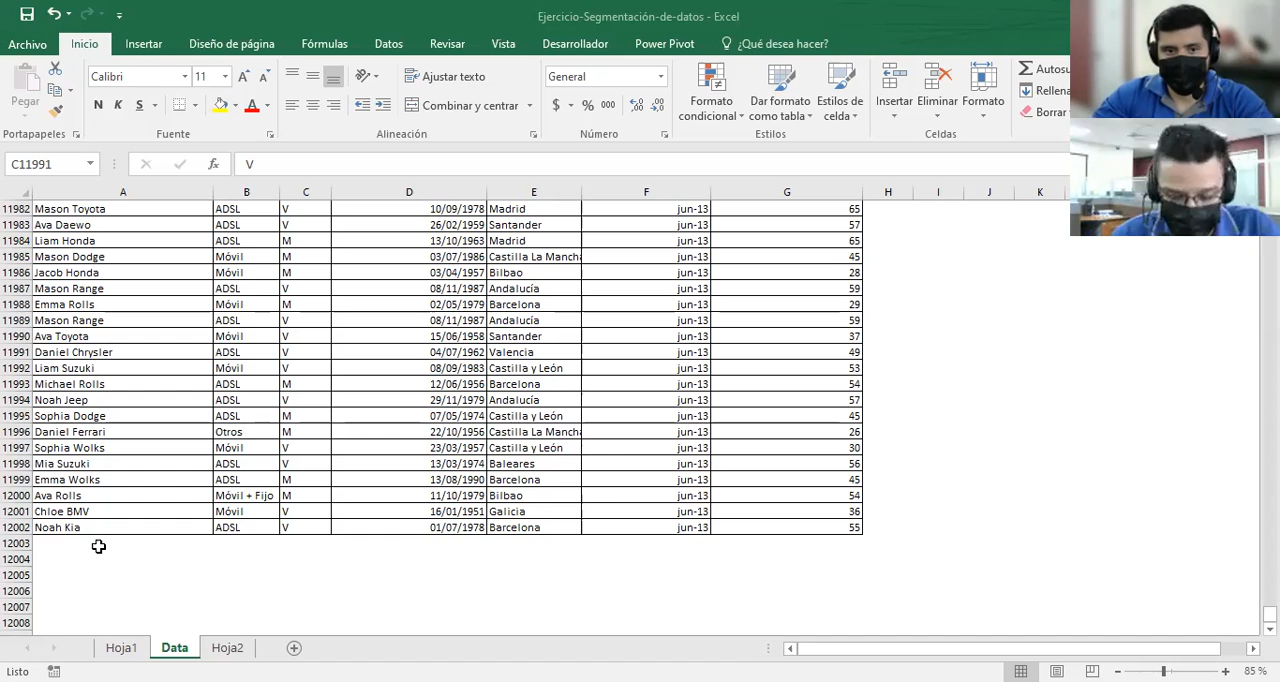 Ejercicio-Segmentación-de-datos - Excel
Archivo Inicio Insertar Diseño de página Fórmulas Datos Revisar Vista Desarrollador Power Pivot ¿Qué desea hacer?
Pegar
Calibri 11
N K S
Ajustar texto
Combinar y centrar
General
$ % 000
Formato condicional
Dar formato como tabla
Estilos de celda
Insertar Eliminar Formato
Autosu
Rellena
Borrar
Portapapeles Fuente Alineación Número Estilos Celdas
C11991 fx V
A B C D E F G H I J K
11982 Mason Toyota ADSL V 10/09/1978 Madrid jun-13 65
11983 Ava Daewo ADSL V 26/02/1959 Santander jun-13 57
11984 Liam Honda ADSL M 13/10/1963 Madrid jun-13 65
11985 Mason Dodge Móvil M 03/07/1986 Castilla La Mancha jun-13 45
11986 Jacob Honda Móvil M 03/04/1957 Bilbao jun-13 28
11987 Mason Range ADSL V 08/11/1987 Andalucía jun-13 59
11988 Emma Rolls Móvil M 02/05/1979 Barcelona jun-13 29
11989 Mason Range ADSL V 08/11/1987 Andalucía jun-13 59
11990 Ava Toyota Móvil V 15/06/1958 Santander jun-13 37
11991 Daniel Chrysler ADSL V 04/07/1962 Valencia jun-13 49
11992 Liam Suzuki Móvil V 08/09/1983 Castilla y León jun-13 53
11993 Michael Rolls ADSL M 12/06/1956 Barcelona jun-13 54
11994 Noah Jeep ADSL V 29/11/1979 Andalucía jun-13 57
11995 Sophia Dodge ADSL M 07/05/1974 Castilla y León jun-13 45
11996 Daniel Ferrari Otros M 22/10/1956 Castilla La Mancha jun-13 26
11997 Sophia Wolks Móvil V 23/03/1957 Castilla y León jun-13 30
11998 Mia Suzuki ADSL V 13/03/1974 Baleares jun-13 56
11999 Emma Wolks ADSL M 13/08/1990 Barcelona jun-13 45
12000 Ava Rolls Móvil + Fijo M 11/10/1979 Bilbao jun-13 54
12001 Chloe BMV Móvil V 16/01/1951 Galicia jun-13 36
12002 Noah Kia ADSL V 01/07/1978 Barcelona jun-13 55
12003
12004
12005
12006
12007
12008
Hoja1 Data Hoja2
Listo 85 %